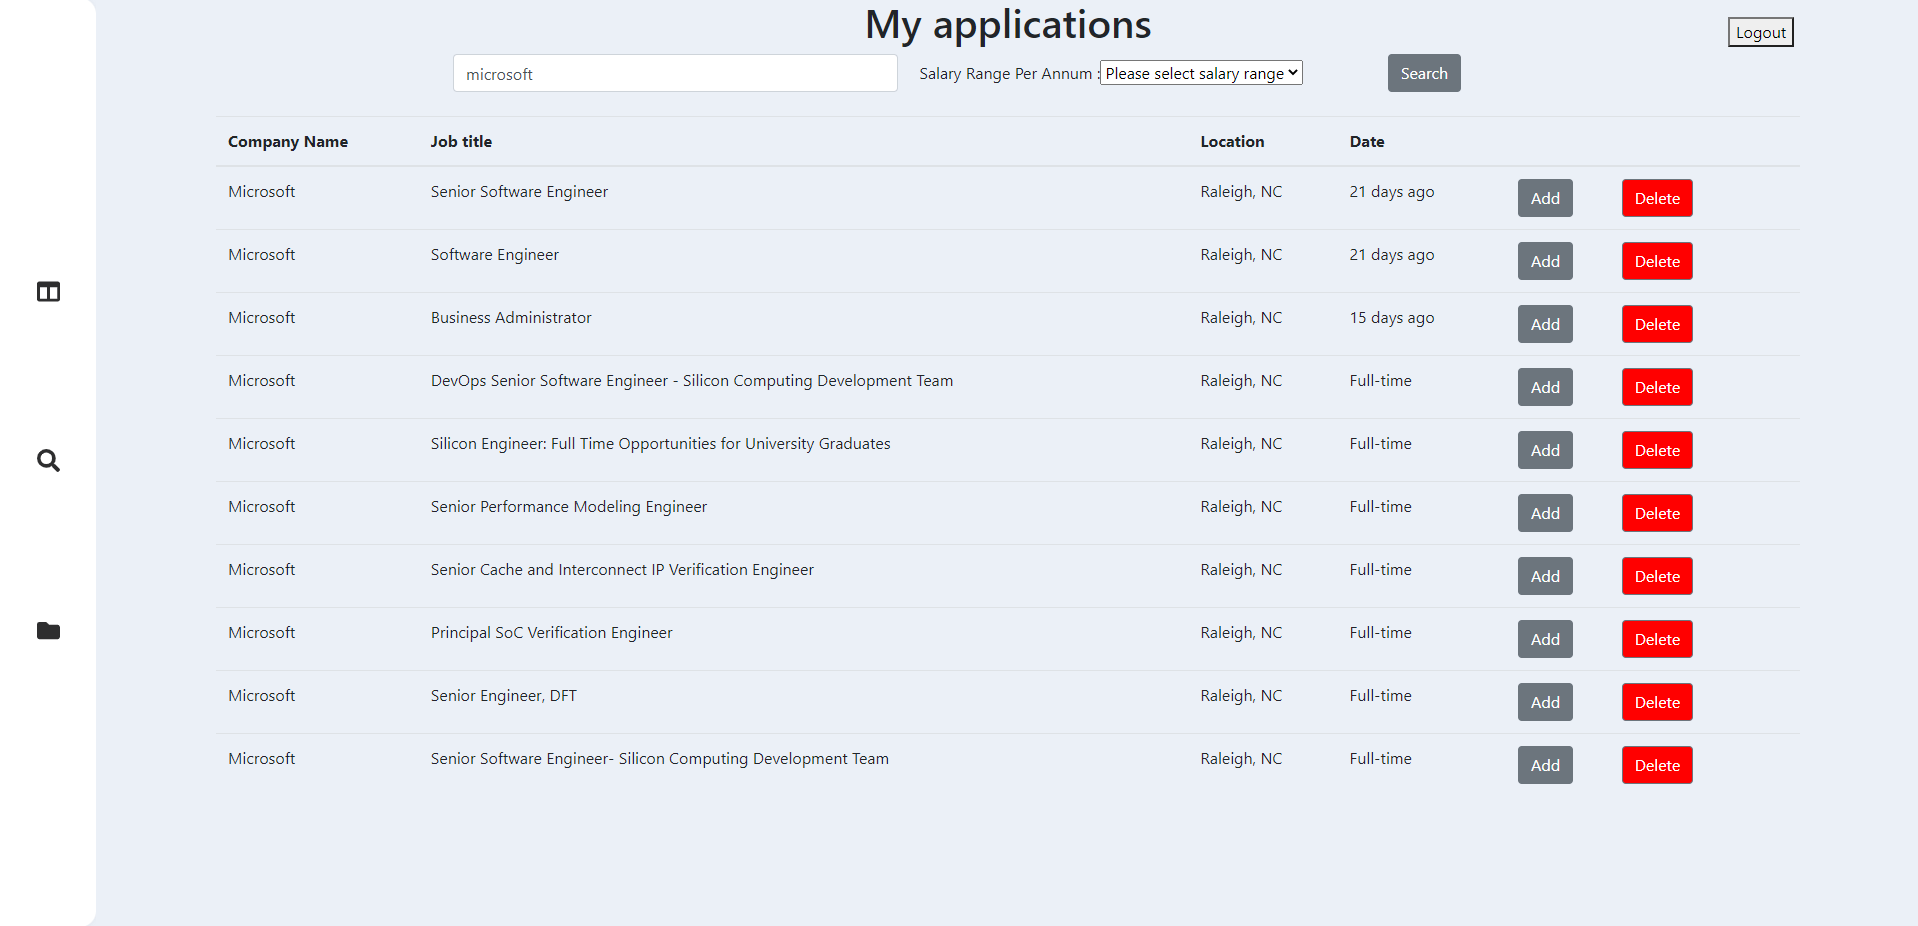 My applications
Logout
microsoft Salary Range Per Annum : Please select salary range Search
Company Name Job title Location Date
Microsoft Senior Software Engineer Raleigh, NC 21 days ago Add Delete
Microsoft Software Engineer Raleigh, NC 21 days ago Add Delete
Microsoft Business Administrator Raleigh, NC 15 days ago Add Delete
Microsoft DevOps Senior Software Engineer - Silicon Computing Development Team Raleigh, NC Full-time Add Delete
Microsoft Silicon Engineer: Full Time Opportunities for University Graduates Raleigh, NC Full-time Add Delete
Microsoft Senior Performance Modeling Engineer Raleigh, NC Full-time Add Delete
Microsoft Senior Cache and Interconnect IP Verification Engineer Raleigh, NC Full-time Add Delete
Microsoft Principal SoC Verification Engineer Raleigh, NC Full-time Add Delete
Microsoft Senior Engineer, DFT Raleigh, NC Full-time Add Delete
Microsoft Senior Software Engineer- Silicon Computing Development Team Raleigh, NC Full-time Add Delete